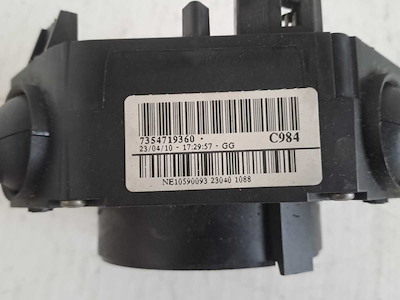 7354719360 - C984
23/04/10 - 17:29:57 - GG
NE10590093 23040 1088